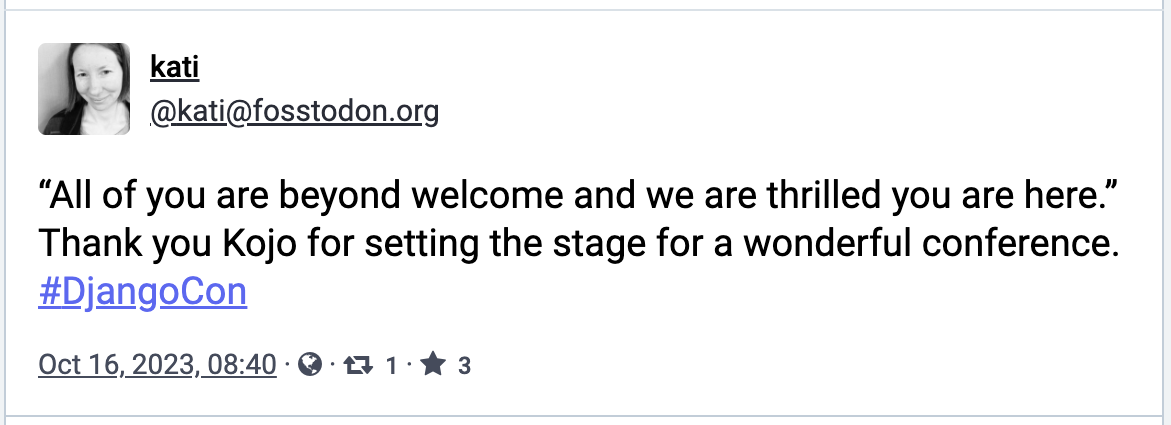 kati
@kati@fosstodon.org
“All of you are beyond welcome and we are thrilled you are here.”
Thank you Kojo for setting the stage for a wonderful conference.
#DjangoCon
Oct 16, 2023, 08:40 · · 1 · 3